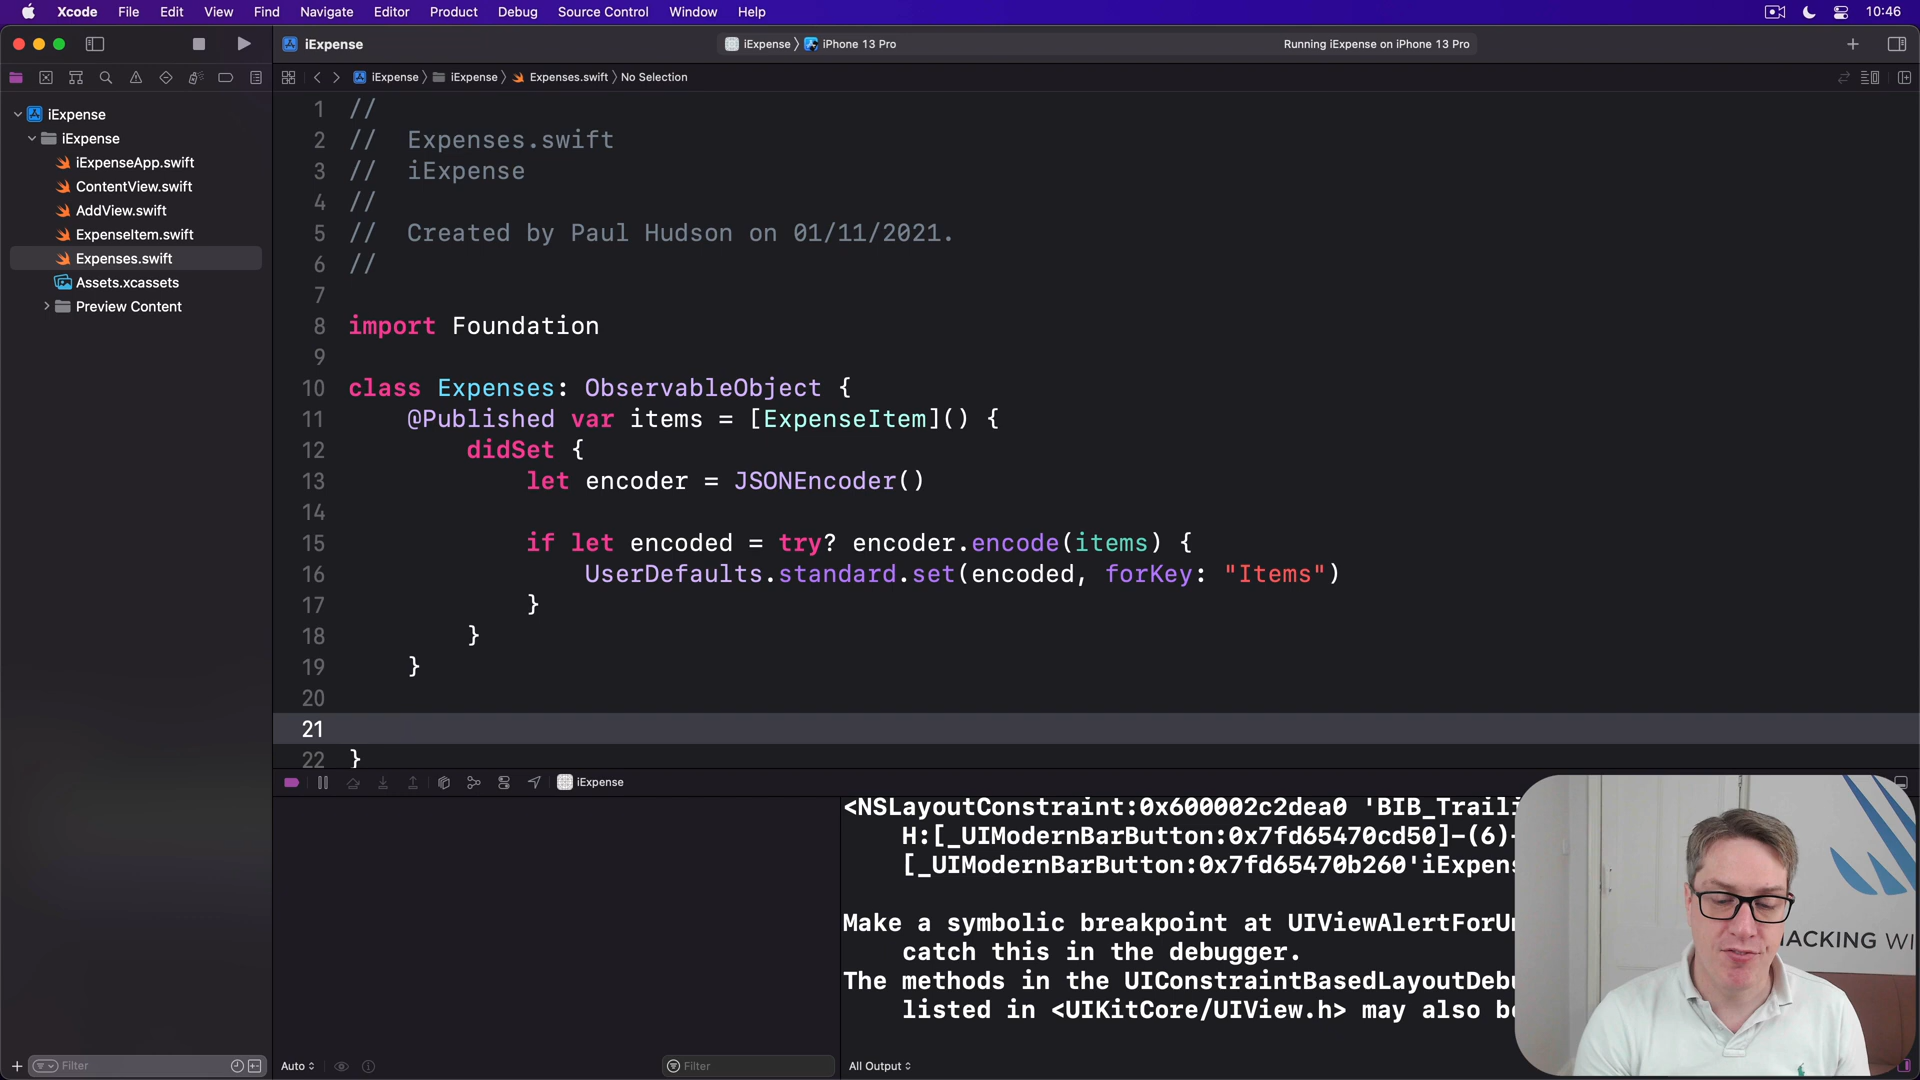 Xcode File Edit View Find Navigate Editor Product Debug Source Control Window Help 10:46
iExpense iExpense iPhone 13 Pro Running iExpense on iPhone 13 Pro
iExpense iExpense Expenses.swift No Selection
iExpense
iExpense
iExpenseApp.swift
ContentView.swift
AddView.swift
ExpenseItem.swift
Expenses.swift
Assets.xcassets
Preview Content
1 //
2 //  Expenses.swift
3 //  iExpense
4 //
5 //  Created by Paul Hudson on 01/11/2021.
6 //
7
8 import Foundation
9
10 class Expenses: ObservableObject {
11     @Published var items = [ExpenseItem]() {
12         didSet {
13             let encoder = JSONEncoder()
14
15             if let encoded = try? encoder.encode(items) {
16                 UserDefaults.standard.set(encoded, forKey: "Items")
17             }
18         }
19     }
20
21
22 }
iExpense
<NSLayoutConstraint:0x600002c2dea0 'BIB_Traili
H:[_UIModernBarButton:0x7fd65470cd50]-(6)-
[_UIModernBarButton:0x7fd65470b260'iExpens
Make a symbolic breakpoint at UIViewAlertForUn
catch this in the debugger.
The methods in the UIConstraintBasedLayoutDebu
listed in <UIKitCore/UIView.h> may also be
HACKING WI
Filter Auto Filter All Output